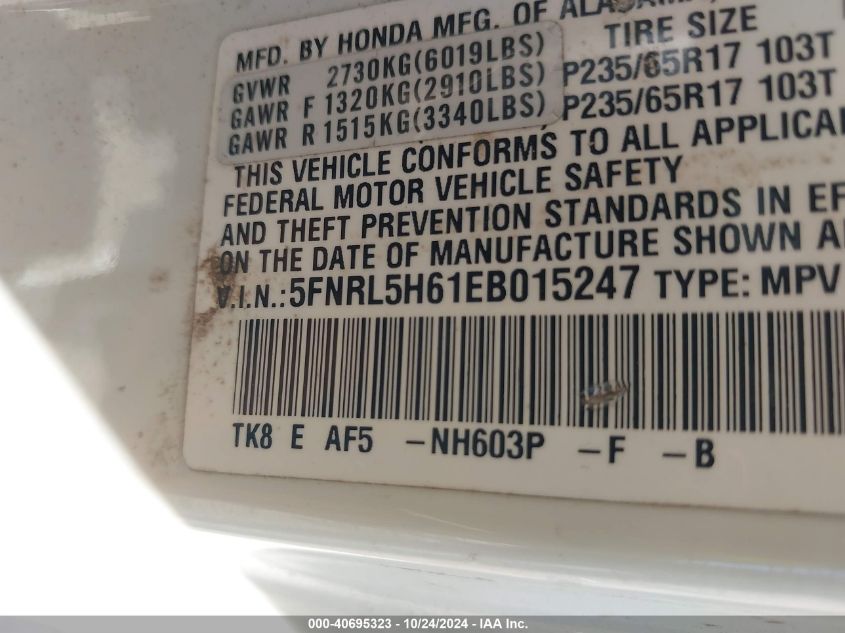 MFD. BY HONDA MFG. OF ALABAMA,
TIRE SIZE
GVWR 2730KG(6019LBS)
GAWR F 1320KG(2910LBS) P235/65R17 103T
GAWR R 1515KG(3340LBS) P235/65R17 103T
THIS VEHICLE CONFORMS TO ALL APPLICA
FEDERAL MOTOR VEHICLE SAFETY
AND THEFT PREVENTION STANDARDS IN EF
ON THE DATE OF MANUFACTURE SHOWN A
V.I.N.:5FNRL5H61EB015247 TYPE: MPV
TK8 E AF5 -NH603P -F -B
000-40695323 - 10/24/2024 - IAA Inc.